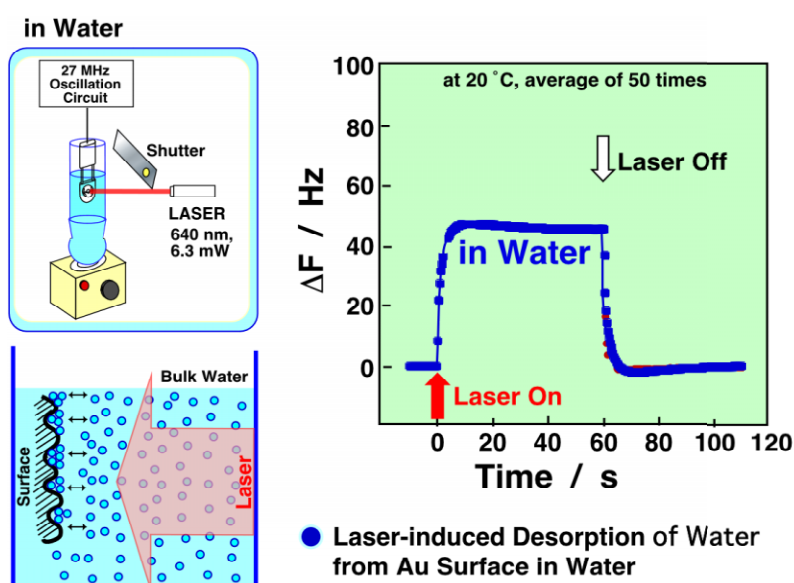 in Water
27 MHz
Oscillation
Circuit
Shutter
LASER
640 nm,
6.3 mW
Bulk Water
Surface
Laser
at 20 ˚C, average of 50 times
Laser Off
in Water
Laser On
ΔF / Hz
100
80
60
40
20
0
0 20 40 60 80 100 120
Time / s
Laser-induced Desorption of Water
from Au Surface in Water